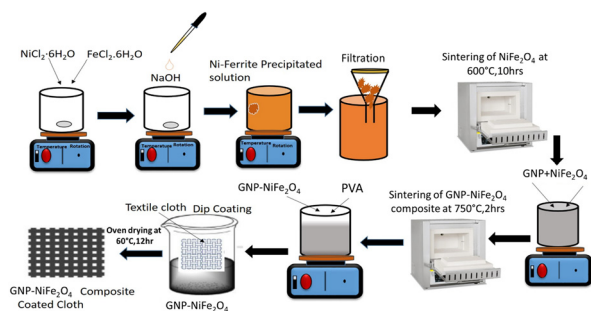 NiCl₂·6H₂O
FeCl₂.6H₂O
NaOH
Ni-Ferrite Precipitated
solution
Filtration
Sintering of NiFe₂O₄ at
600°C,10hrs
Temperature Rotation
Temperature Rotation
Temperature Rotation
GNP+NiFe₂O₄
Sintering of GNP-NiFe₂O₄
composite at 750°C,2hrs
GNP-NiFe₂O₄
PVA
Textile cloth
Dip Coating
GNP-NiFe₂O₄
Oven drying at
60°C,12hr
GNP-NiFe₂O₄ Composite
Coated Cloth